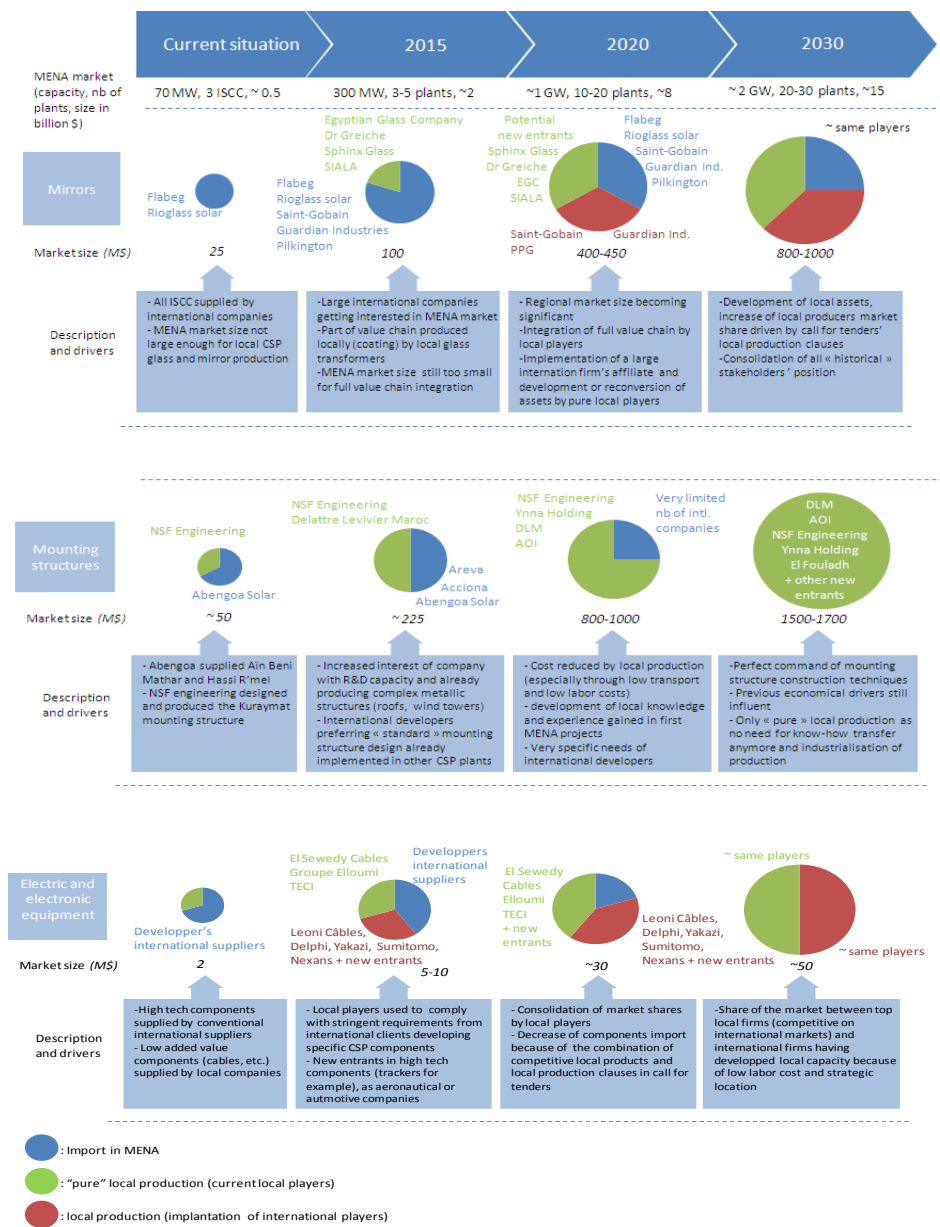 Current situation
2015
2020
2030
MENA market
(capacity, nb of
plants, size in
billion $)
70 MW, 3 ISCC, ~ 0.5
300 MW, 3-5 plants, ~2
~1 GW, 10-20 plants, ~8
~ 2 GW, 20-30 plants, ~15
Mirrors
Flabeg
Rioglass solar
Egyptian Glass Company
Dr Greiche
Sphinx Glass
SIALA
Flabeg
Rioglass solar
Saint-Gobain
Guardian Industries
Pilkington
Potential
new entrants
Sphinx Glass
Dr Greiche
EGC
SIALA
Flabeg
Rioglass solar
Saint-Gobain
Guardian Ind.
Pilkington
Saint-Gobain
PPG
Guardian Ind.
~ same players
Market size (M$)
25
100
400-450
800-1000
Description
and drivers
- All ISCC supplied by
international companies
- MENA market size not
large enough for local CSP
glass and mirror production
- Large international companies
getting interested in MENA market
- Part of value chain produced
locally (coating) by local glass
transformers
- MENA market size still too small
for full value chain integration
- Regional market size becoming
significant
- Integration of full value chain by
local players
- Implementation of a large
internation firm's affiliate and
development or reconversion of
assets by pure local players
- Development of local assets,
increase of local producers market
share driven by call for tenders'
local production clauses
- Consolidation of all « historical »
stakeholders' position
Mounting
structures
NSF Engineering
Abengoa Solar
NSF Engineering
Delattre Levivier Maroc
Areva
Acciona
Abengoa Solar
NSF Engineering
Ynna Holding
DLM
AOI
Very limited
nb of intl.
companies
DLM
AOI
NSF Engineering
Ynna Holding
El Fouladh
+ other new
entrants
Market size (M$)
~ 50
~ 225
800-1000
1500-1700
Description
and drivers
- Abengoa supplied Aïn Beni
Mathar and Hassi R'mel
- NSF engineering designed
and produced the Kuraymat
mounting structure
- Increased interest of company
with R&D capacity and already
producing complex metallic
structures (roofs, wind towers)
- International developers
preferring « standard » mounting
structure design already
implemented in other CSP plants
- Cost reduced by local production
(especially through low transport
and low labor costs)
- development of local knowledge
and experience gained in first
MENA projects
- Very specific needs of
international developers
- Perfect command of mounting
structure construction techniques
- Previous economical drivers still
influent
- Only « pure » local production as
no need for know-how transfer
anymore and industrialisation of
production
Electric and
electronic
equipment
Developper's
international suppliers
El Sewedy Cables
Groupe Elloumi
TECI
Developpers
international
suppliers
Leoni Câbles,
Delphi, Yakazi, Sumitomo,
Nexans + new entrants
El Sewedy
Cables
Elloumi
TECI
+ new
entrants
Leoni Câbles,
Delphi, Yakazi,
Sumitomo,
Nexans + new entrants
~ same players
~ same players
Market size (M$)
2
5-10
~30
~50
Description
and drivers
-High tech components
supplied by conventional
international suppliers
- Low added value
components (cables, etc.)
supplied by local companies
- Local players used to comply
with stringent requirements from
international clients developing
specific CSP components
- New entrants in high tech
components (trackers for
example), as aeronautical or
autmotive companies
- Consolidation of market shares
by local players
- Decrease of components import
because of the combination of
competitive local products and
local production clauses in call for
tenders
-Share of the market between top
local firms (competitive on
international markets) and
international firms having
developped local capacity because
of low labor cost and strategic
location
: Import in MENA
: "pure" local production (current local players)
: local production (implantation of international players)